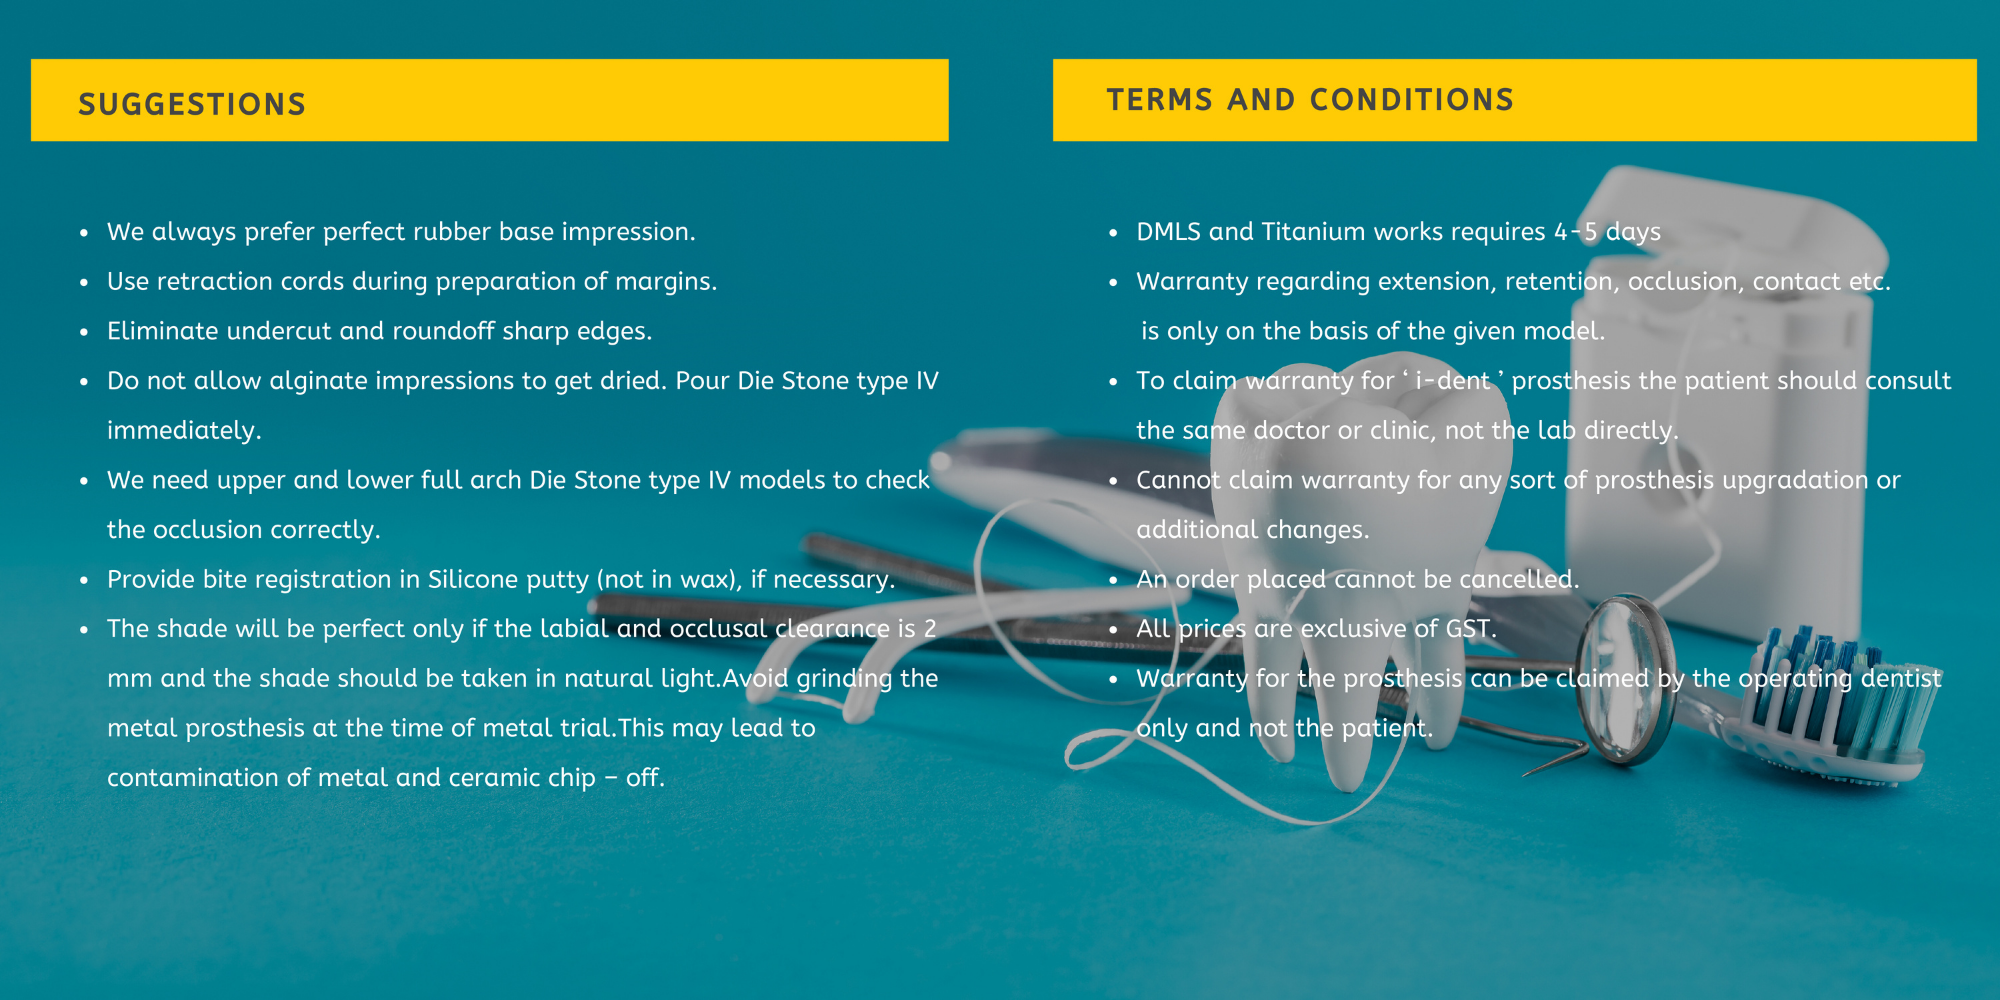 SUGGESTIONS
• We always prefer perfect rubber base impression.
• Use retraction cords during preparation of margins.
• Eliminate undercut and roundoff sharp edges.
• Do not allow alginate impressions to get dried. Pour Die Stone type IV
immediately.
• We need upper and lower full arch Die Stone type IV models to check
the occlusion correctly.
• Provide bite registration in Silicone putty (not in wax), if necessary.
• The shade will be perfect only if the labial and occlusal clearance is 2
mm and the shade should be taken in natural light.Avoid grinding the
metal prosthesis at the time of metal trial.This may lead to
contamination of metal and ceramic chip – off.
TERMS AND CONDITIONS
• DMLS and Titanium works requires 4-5 days
• Warranty regarding extension, retention, occlusion, contact etc.
is only on the basis of the given model.
• To claim warranty for ‘ i-dent ’ prosthesis the patient should consult
the same doctor or clinic, not the lab directly.
• Cannot claim warranty for any sort of prosthesis upgradation or
additional changes.
• An order placed cannot be cancelled.
• All prices are exclusive of GST.
• Warranty for the prosthesis can be claimed by the operating dentist
only and not the patient.